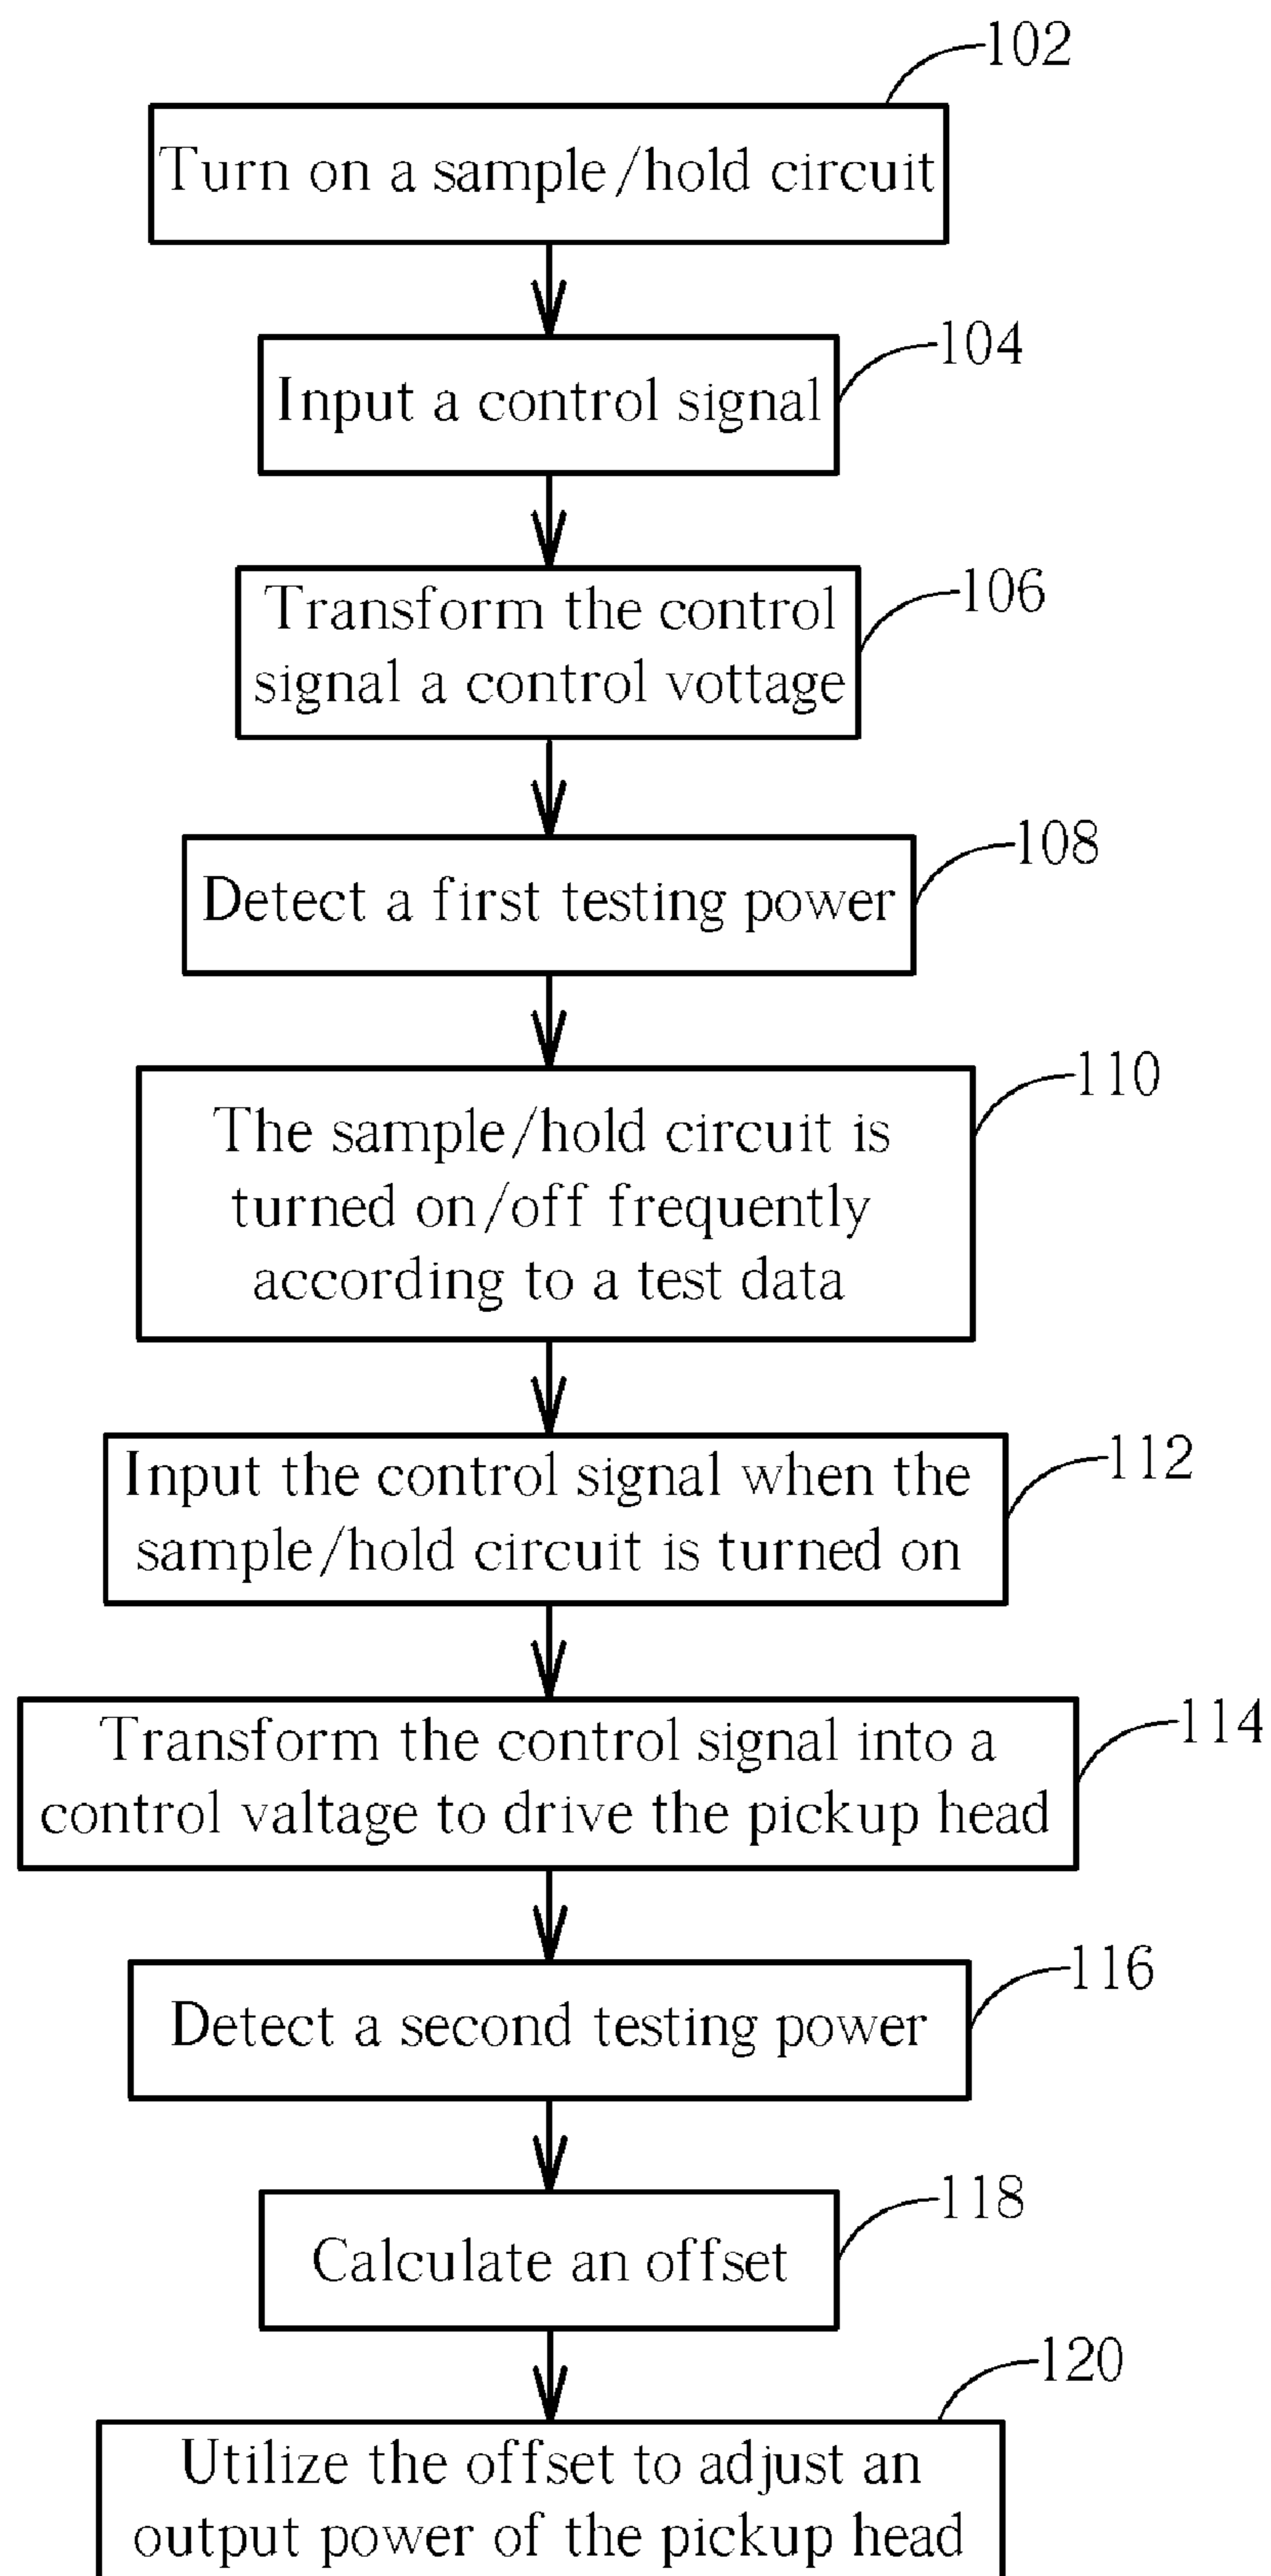 102
Turn on a sample/hold circuit
104
Input a control signal
106
Transform the control
signal a control vottage
108
Detect a first testing power
110
The sample/hold circuit is
turned on/off frequently
according to a test data
112
Input the control signal when the
sample/hold circuit is turned on
114
Transform the control signal into a
control valtage to drive the pickup head
116
Detect a second testing power
118
Calculate an offset
120
Utilize the offset to adjust an
output power of the pickup head